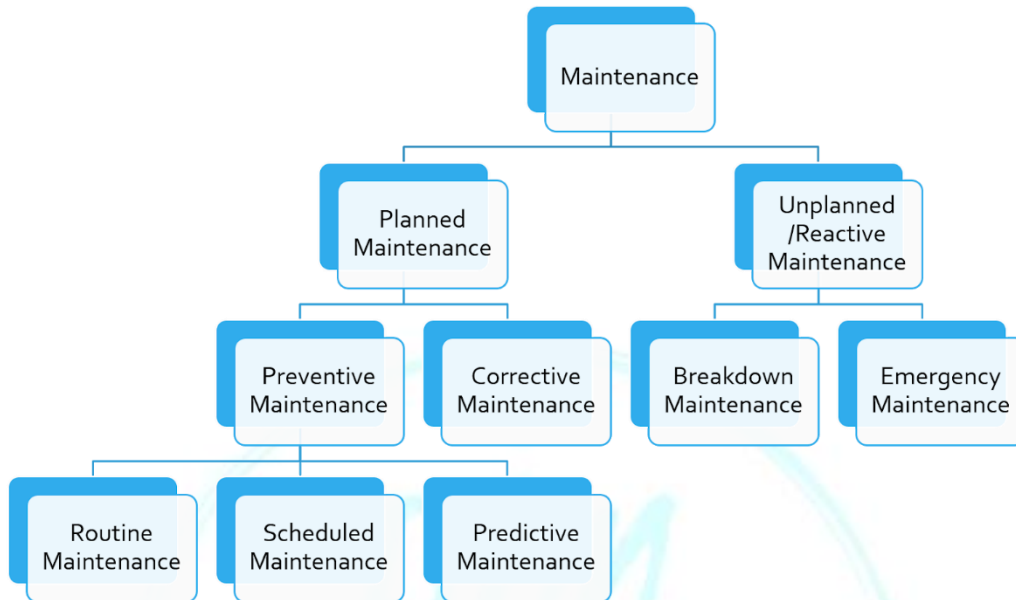 Maintenance
Planned
Maintenance
Unplanned
/Reactive
Maintenance
Preventive
Maintenance
Corrective
Maintenance
Breakdown
Maintenance
Emergency
Maintenance
Routine
Maintenance
Scheduled
Maintenance
Predictive
Maintenance